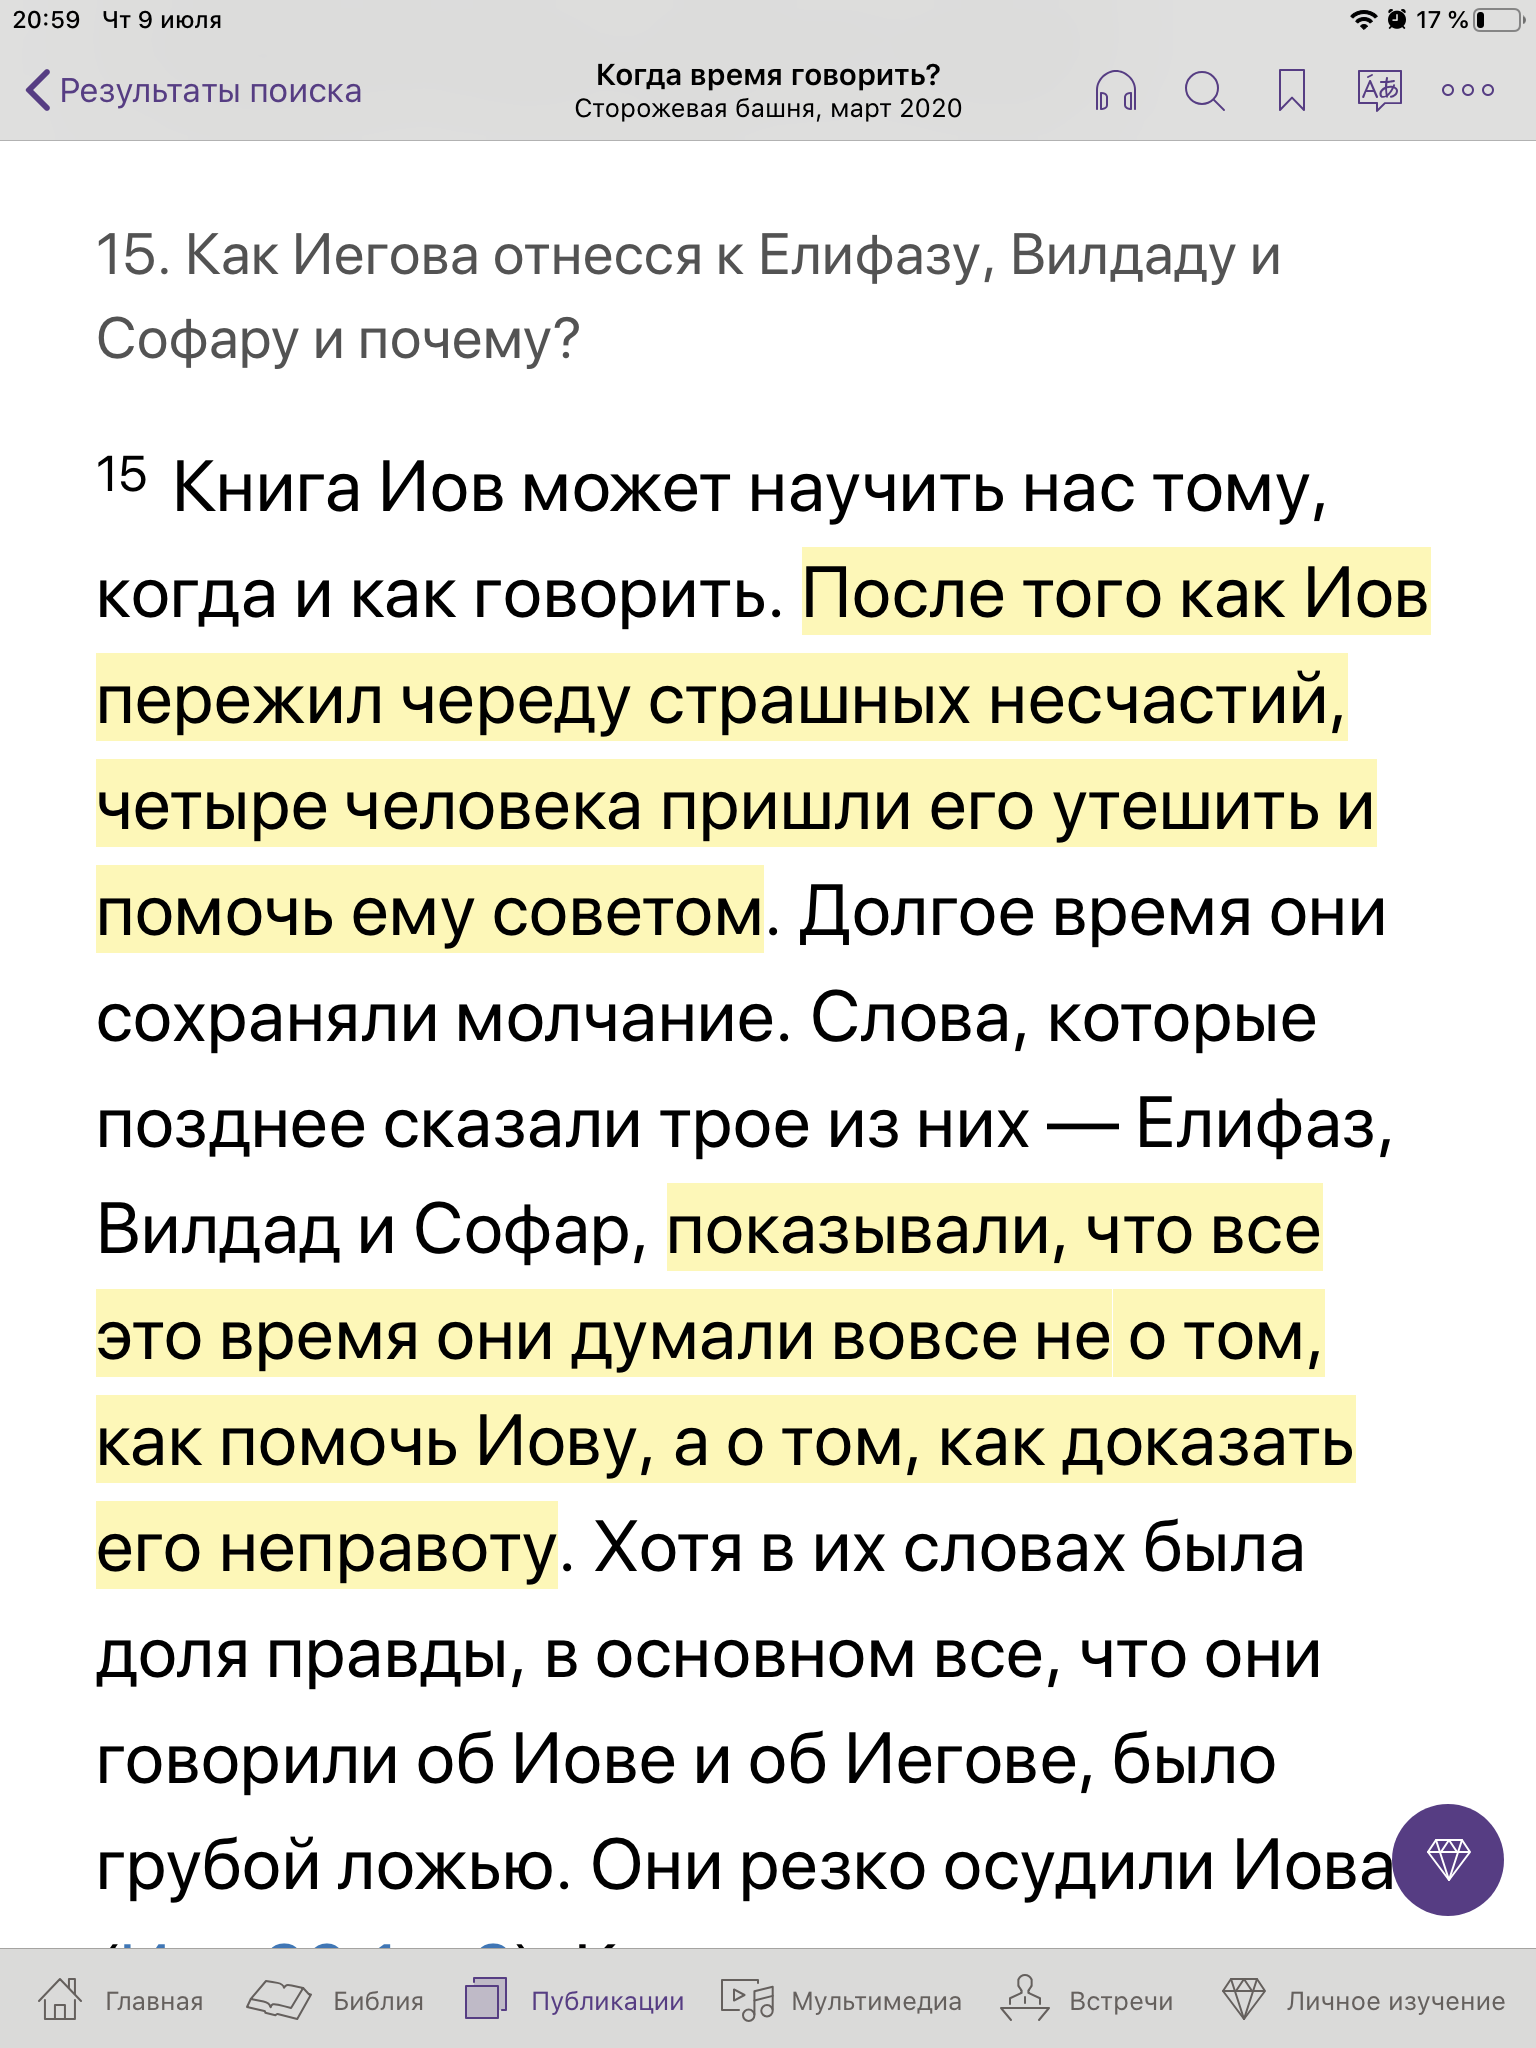 20:59 Чт 9 июля 17 %
Результаты поиска
Когда время говорить?
Сторожевая башня, март 2020
15. Как Иегова отнесся к Елифазу, Вилдаду и
Софару и почему?
15 Книга Иов может научить нас тому,
когда и как говорить. После того как Иов
пережил череду страшных несчастий,
четыре человека пришли его утешить и
помочь ему советом. Долгое время они
сохраняли молчание. Слова, которые
позднее сказали трое из них — Елифаз,
Вилдад и Софар, показывали, что все
это время они думали вовсе не о том,
как помочь Иову, а о том, как доказать
его неправоту. Хотя в их словах была
доля правды, в основном все, что они
говорили об Иове и об Иегове, было
грубой ложью. Они резко осудили Иова
Главная Библия Публикации Мультимедиа Встречи Личное изучение